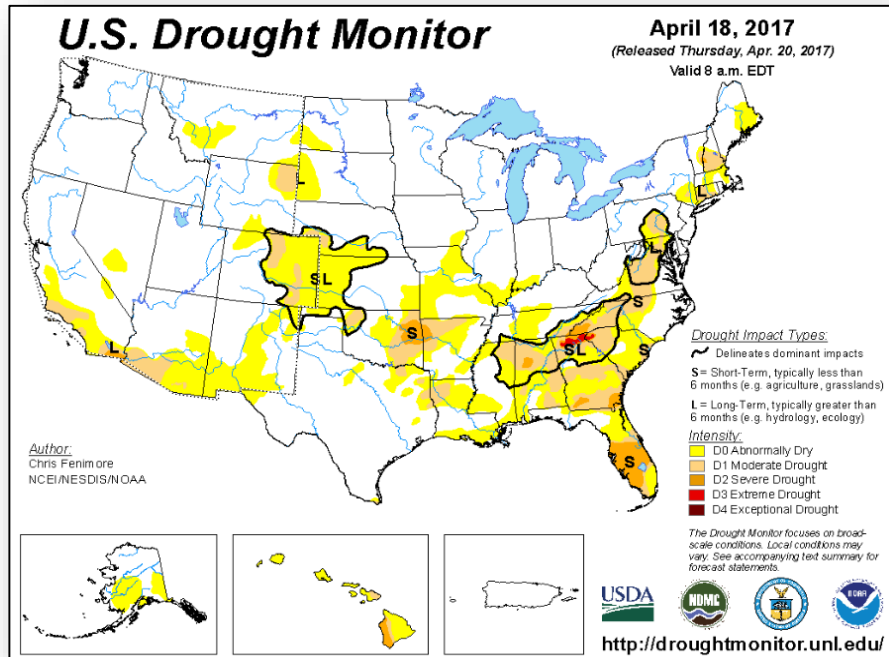 U.S. Drought Monitor
April 18, 2017
(Released Thursday, Apr. 20, 2017)
Valid 8 a.m. EDT
L
L
L
SL
S
S
L
SL
S
S
Drought Impact Types:
Delineates dominant impacts
S = Short-Term, typically less than
6 months (e.g. agriculture, grasslands)
L = Long-Term, typically greater than
6 months (e.g. hydrology, ecology)
Intensity:
D0 Abnormally Dry
D1 Moderate Drought
D2 Severe Drought
D3 Extreme Drought
D4 Exceptional Drought
Author:
Chris Fenimore
NCEI/NESDIS/NOAA
The Drought Monitor focuses on broad-
scale conditions. Local conditions may
vary. See accompanying text summary for
forecast statements.
USDA
NDMC
NOAA
http://droughtmonitor.unl.edu/